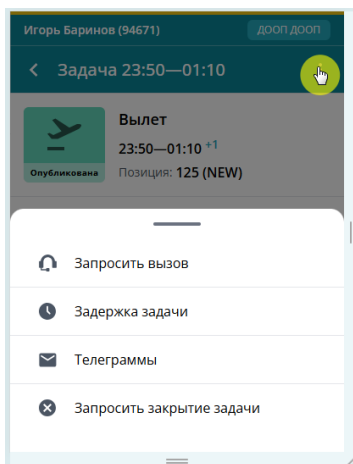 Игорь Баринов (94671)
ДООП ДООП
Задача 23:50—01:10
Вылет
23:50—01:10 +1
Опубликована
Позиция: 125 (NEW)
Запросить вызов
Задержка задачи
Телеграммы
Запросить закрытие задачи